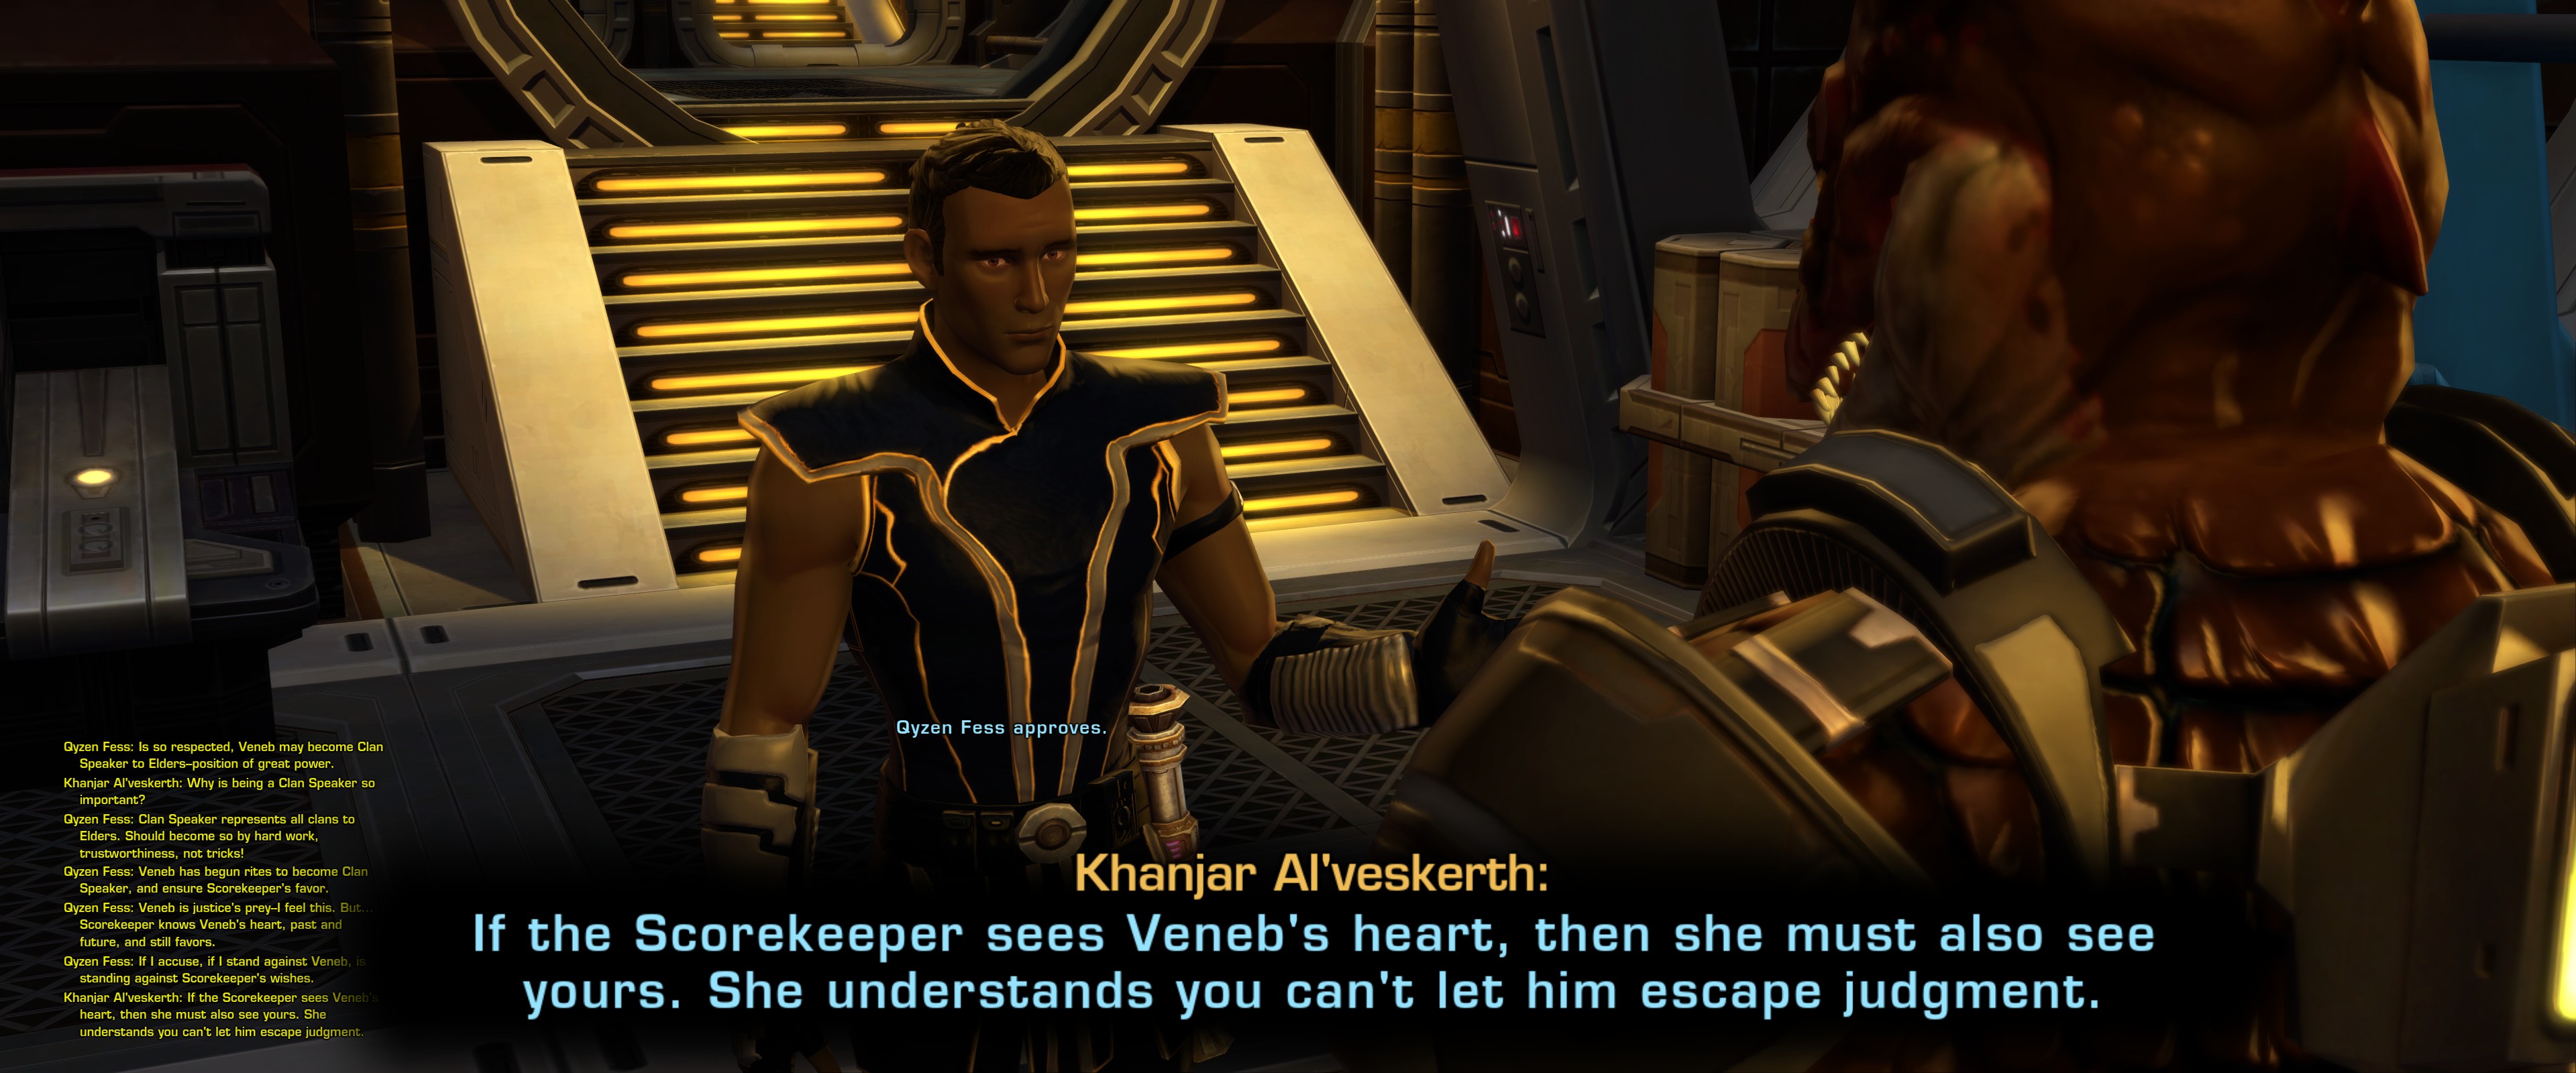 Qyzen Fess approves.
Qyzen Fess: Is so respected, Veneb may become Clan
Speaker to Elders–position of great power.
Khanjar Al'veskerth: Why is being a Clan Speaker so
important?
Qyzen Fess: Clan Speaker represents all clans to
Elders. Should become so by hard work,
trustworthiness, not tricks!
Qyzen Fess: Veneb has begun rites to become Clan
Speaker, and ensure Scorekeeper's favor.
Qyzen Fess: Veneb is justice's prey–I feel this. But...
Scorekeeper knows Veneb's heart, past and
future, and still favors.
Qyzen Fess: If I accuse, if I stand against Veneb, is
standing against Scorekeeper's wishes.
Khanjar Al'veskerth: If the Scorekeeper sees Veneb's
heart, then she must also see yours. She
understands you can't let him escape judgment.
Khanjar Al'veskerth:
If the Scorekeeper sees Veneb's heart, then she must also see
yours. She understands you can't let him escape judgment.